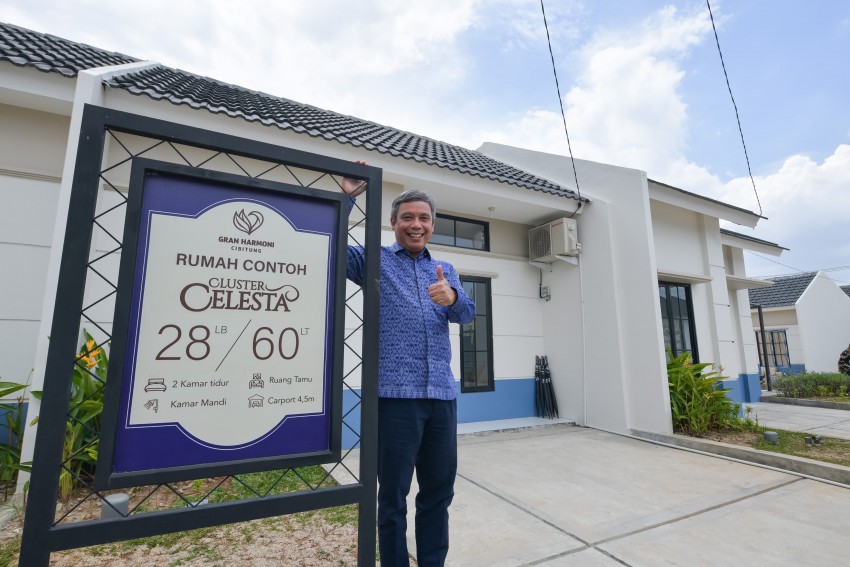 GRAN HARMONI
CIBITUNG
RUMAH CONTOH
CLUSTER
CELESTA
28 LB / 60 LT
2 Kamar tidur
Ruang Tamu
Kamar Mandi
Carport 4,5m